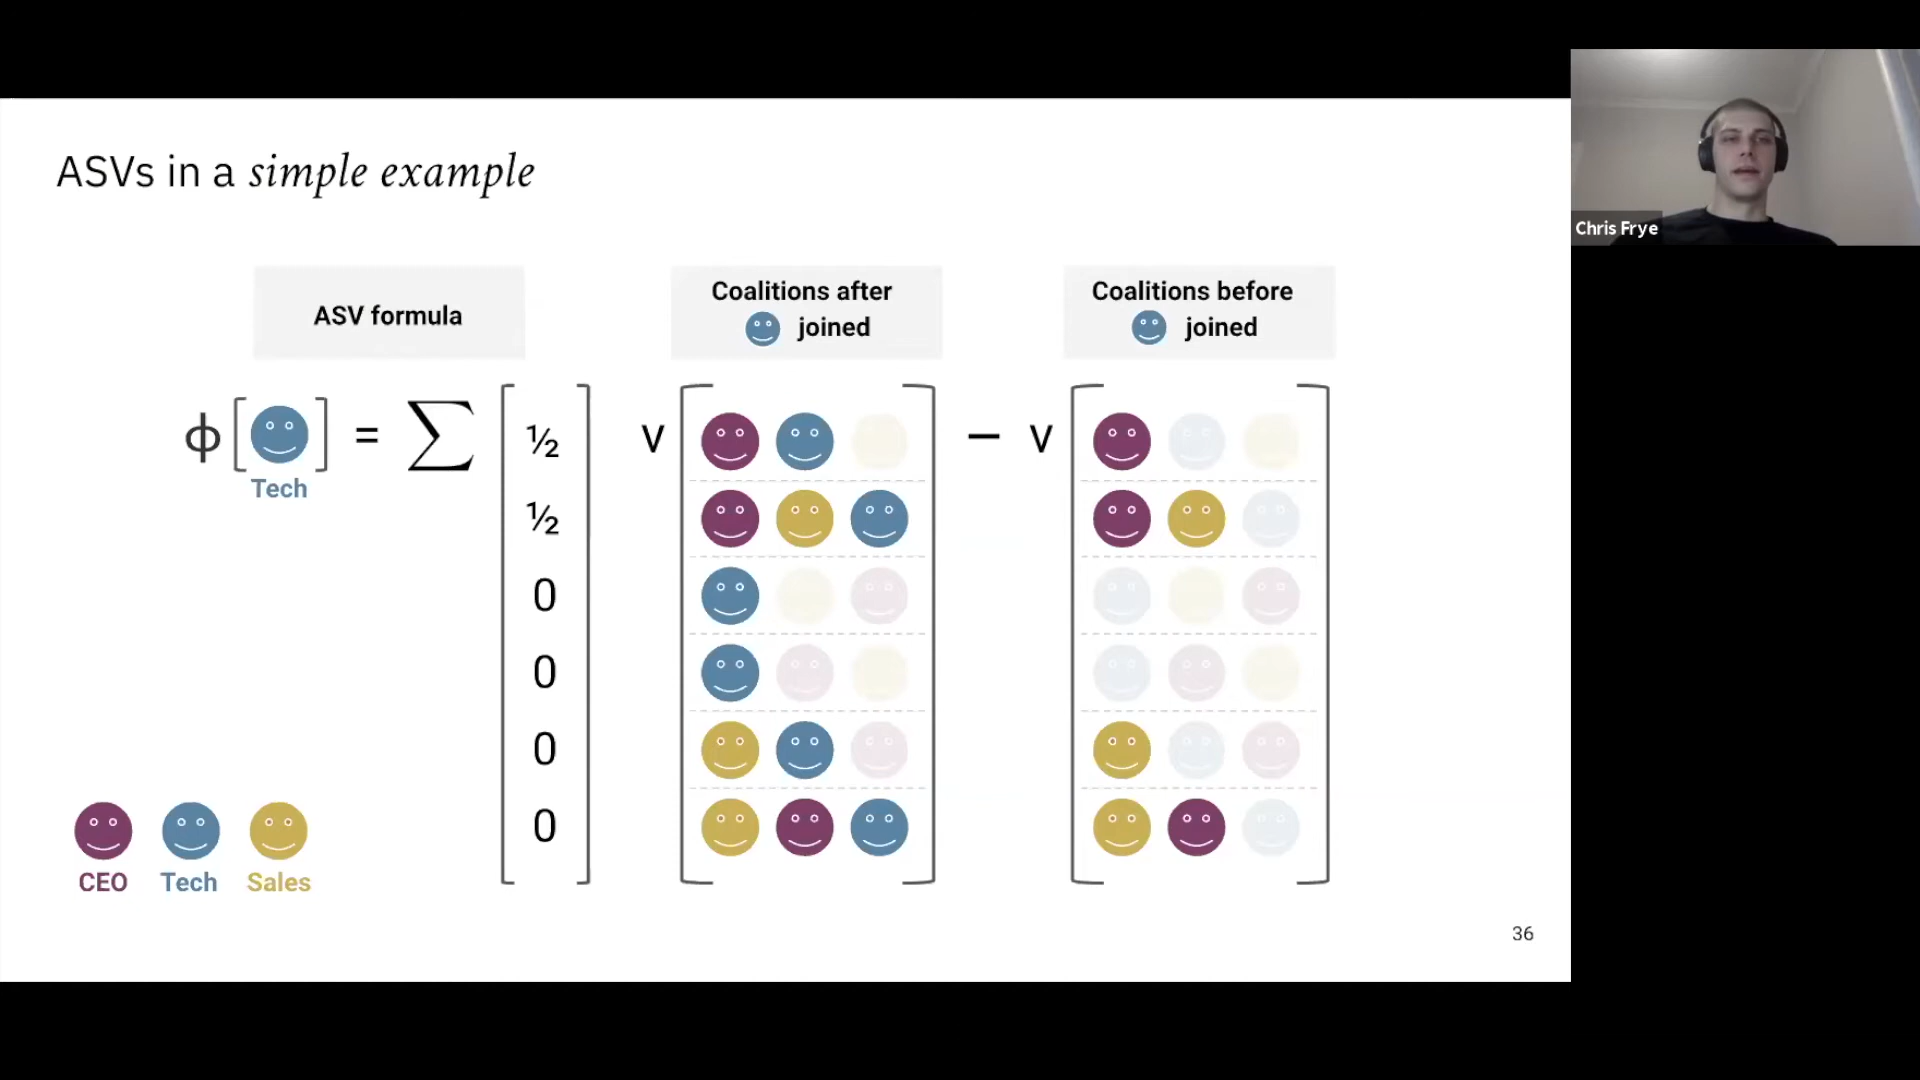 ASVs in a simple example
Chris Frye
ASV formula
Coalitions after
joined
Coalitions before
joined
ϕ [ ] = ∑
Tech
½
½
0
0
0
0
v
− v
CEO
Tech
Sales
36